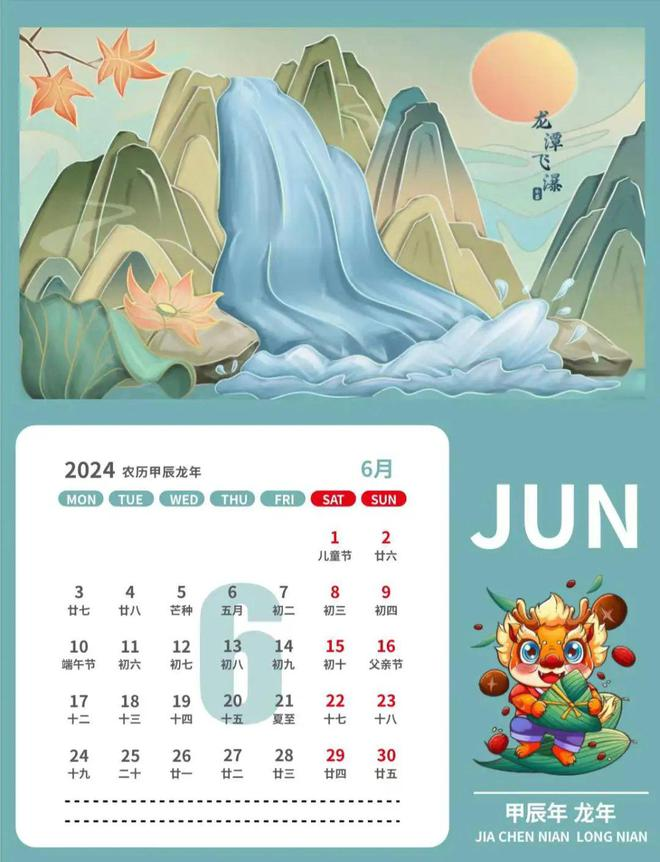 龙潭飞瀑
2024 农历甲辰龙年 6月
MON TUE WED THU FRI SAT SUN
1 2
儿童节 廿六
3 4 5 6 7 8 9
廿七 廿八 芒种 五月 初二 初三 初四
10 11 12 13 14 15 16
端午节 初六 初七 初八 初九 初十 父亲节
17 18 19 20 21 22 23
十二 十三 十四 十五 夏至 十七 十八
24 25 26 27 28 29 30
十九 二十 廿一 廿二 廿三 廿四 廿五
6
JUN
甲辰年 龙年
JIA CHEN NIAN LONG NIAN